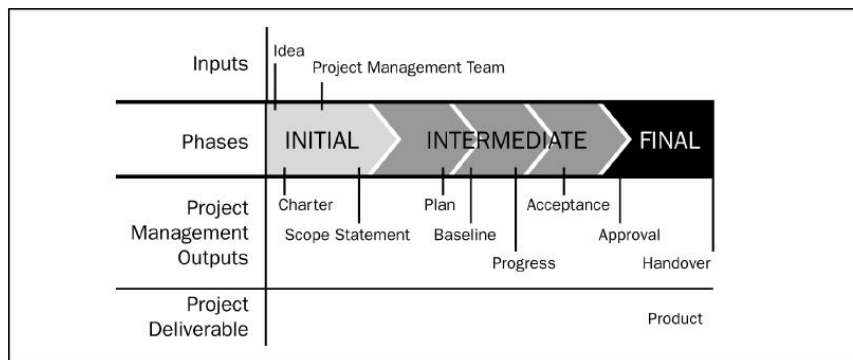 Inputs
Idea
Project Management Team
Phases
INITIAL
INTERMEDIATE
FINAL
Project
Management
Outputs
Charter
Plan
Acceptance
Scope Statement
Baseline
Approval
Progress
Handover
Project
Deliverable
Product